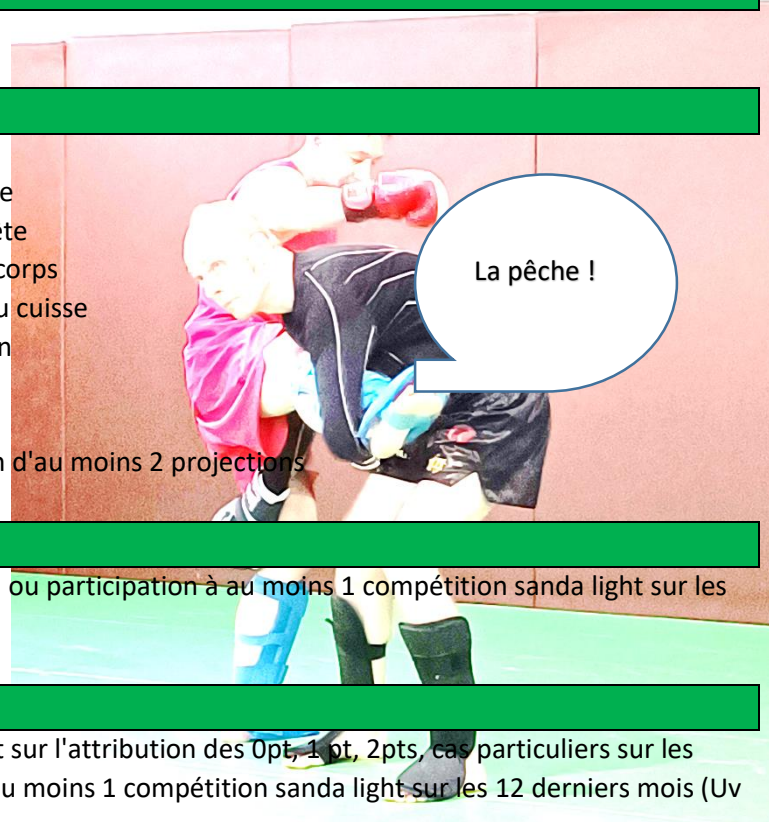 e
ête
corps
u cuisse
n
La pêche !
n d'au moins 2 projections
ou participation à au moins 1 compétition sanda light sur les
t sur l'attribution des 0pt, 1 pt, 2pts, cas particuliers sur les
u moins 1 compétition sanda light sur les 12 derniers mois (Uv